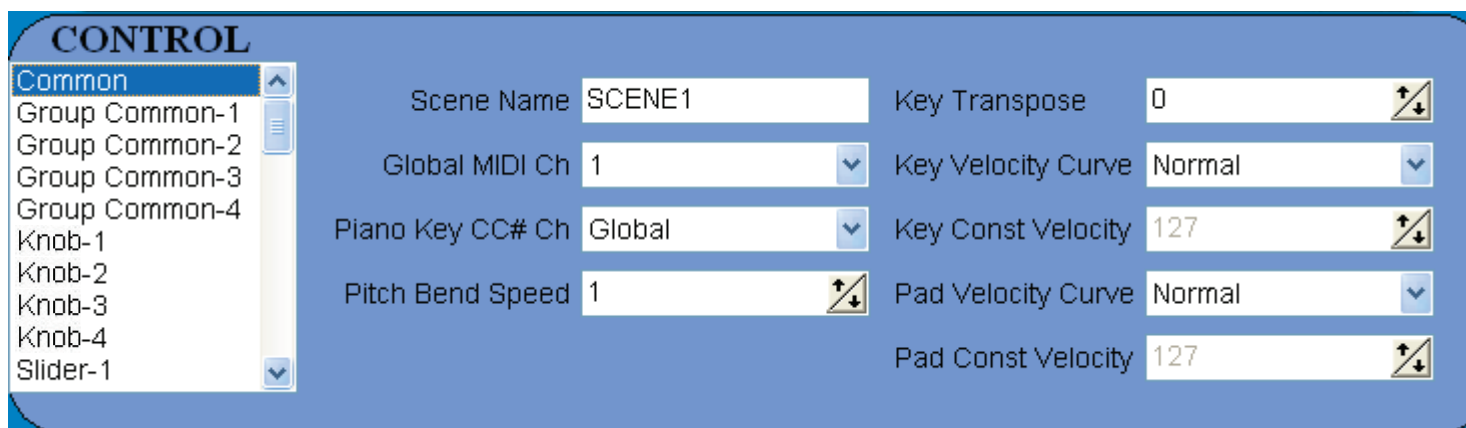 CONTROL
Common
Group Common-1
Group Common-2
Group Common-3
Group Common-4
Knob-1
Knob-2
Knob-3
Knob-4
Slider-1
Scene Name SCENE1
Global MIDI Ch 1
Piano Key CC# Ch Global
Pitch Bend Speed 1
Key Transpose 0
Key Velocity Curve Normal
Key Const Velocity 127
Pad Velocity Curve Normal
Pad Const Velocity 127